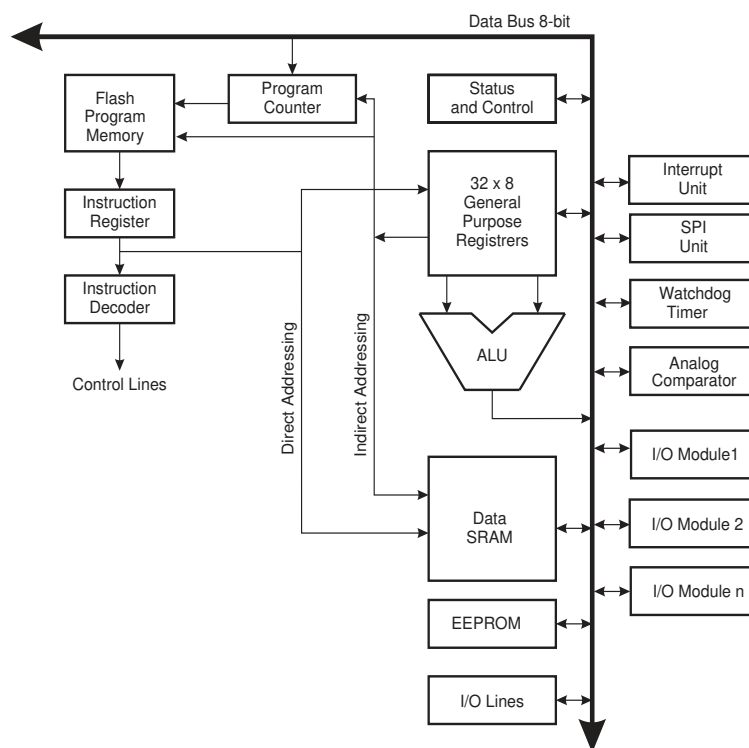 Data Bus 8-bit
Flash
Program
Memory
Program
Counter
Status
and Control
Instruction
Register
32 x 8
General
Purpose
Registrers
Interrupt
Unit
SPI
Unit
Instruction
Decoder
Watchdog
Timer
Control Lines
Direct Addressing
Indirect Addressing
ALU
Analog
Comparator
I/O Module1
Data
SRAM
I/O Module 2
I/O Module n
EEPROM
I/O Lines